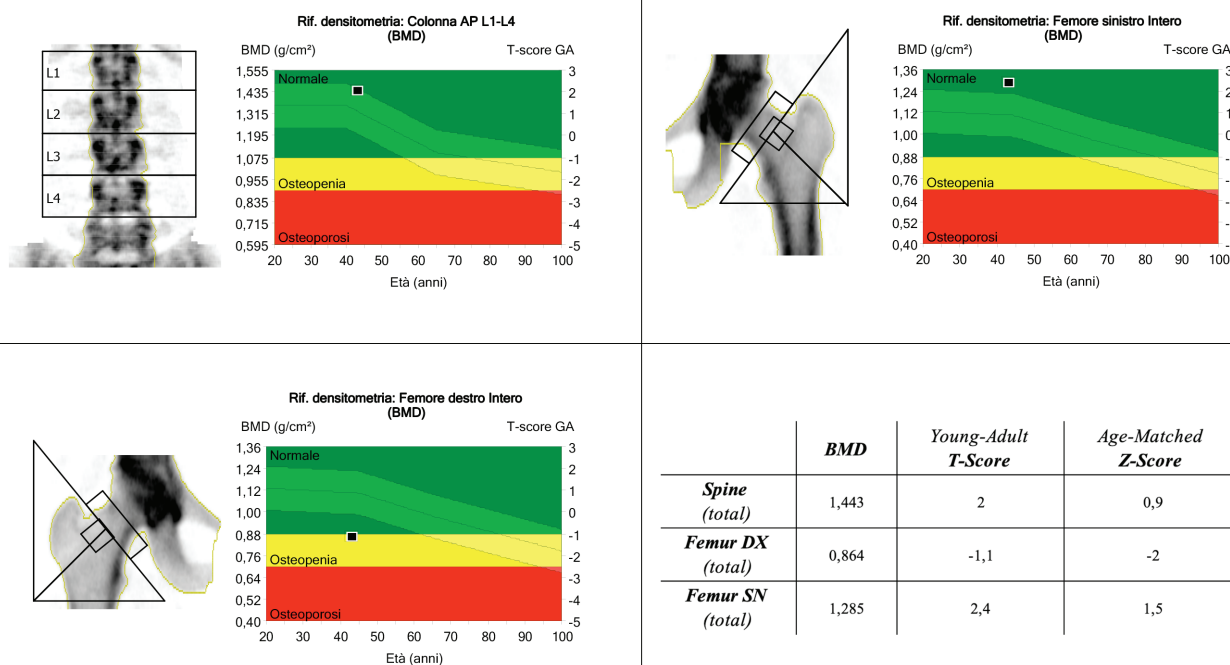 Rif. densitometria: Colonna AP L1-L4
(BMD)
BMD (g/cm²) T-score GA
L1
L2
L3
L4
1,555 Normale 3
1,435 2
1,315 1
1,195 0
1,075 -1
0,955 Osteopenia -2
0,835 -3
0,715 -4
0,595 Osteoporosi -5
20 30 40 50 60 70 80 90 100
Età (anni)
Rif. densitometria: Femore sinistro Intero
(BMD)
BMD (g/cm²) T-score GA
1,36 Normale 3
1,24 2
1,12 1
1,00 0
0,88 -
0,76 Osteopenia -
0,64 -
0,52 -
0,40 Osteoporosi -
20 30 40 50 60 70 80 90 100
Età (anni)
Rif. densitometria: Femore destro Intero
(BMD)
BMD (g/cm²) T-score GA
1,36 Normale 3
1,24 2
1,12 1
1,00 0
0,88 -1
0,76 Osteopenia -2
0,64 -3
0,52 -4
0,40 Osteoporosi -5
20 30 40 50 60 70 80 90 100
Età (anni)
BMD Young-Adult T-Score Age-Matched Z-Score
Spine (total) 1,443 2 0,9
Femur DX (total) 0,864 -1,1 -2
Femur SN (total) 1,285 2,4 1,5